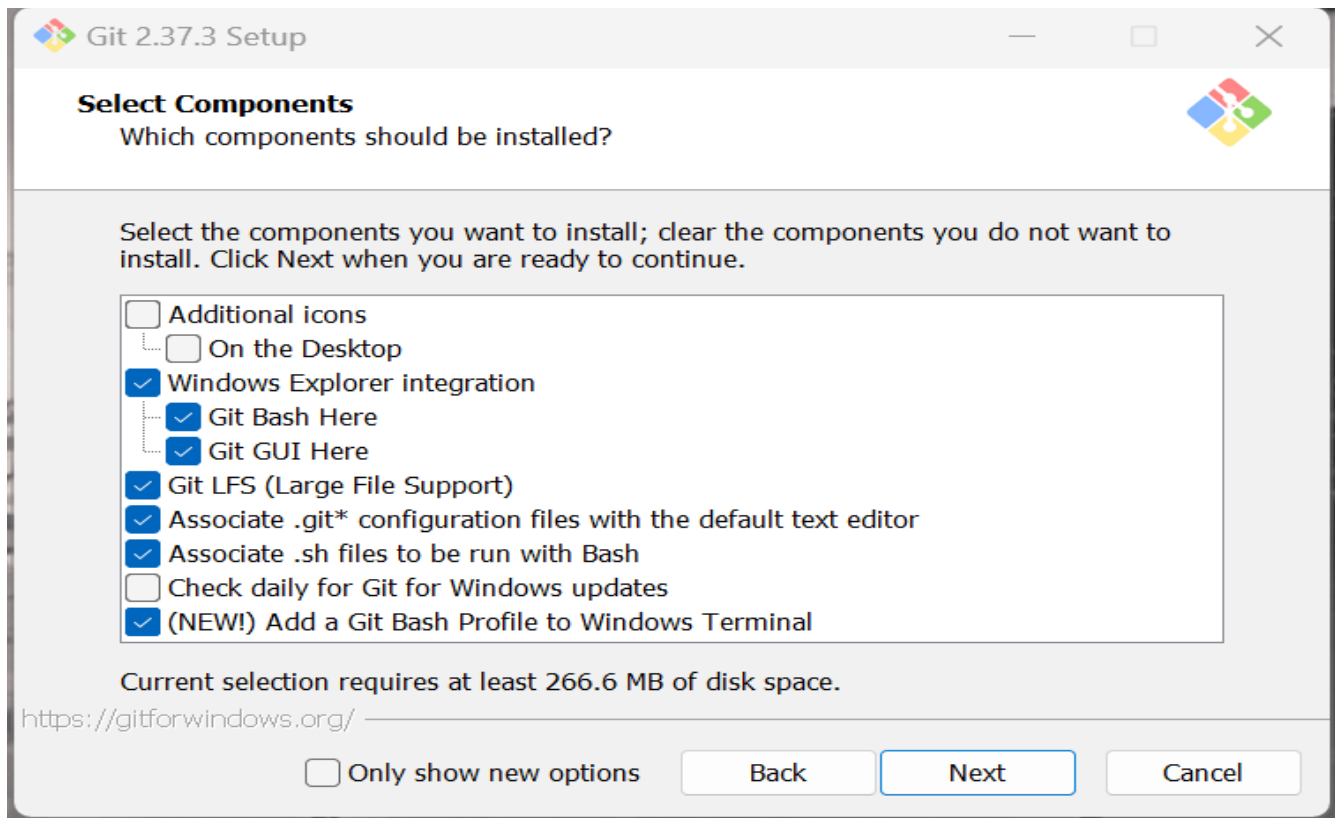 Git 2.37.3 Setup
Select Components
Which components should be installed?
Select the components you want to install; clear the components you do not want to
install. Click Next when you are ready to continue.
Additional icons
On the Desktop
Windows Explorer integration
Git Bash Here
Git GUI Here
Git LFS (Large File Support)
Associate .git* configuration files with the default text editor
Associate .sh files to be run with Bash
Check daily for Git for Windows updates
(NEW!) Add a Git Bash Profile to Windows Terminal
Current selection requires at least 266.6 MB of disk space.
https://gitforwindows.org/
Only show new options
Back
Next
Cancel